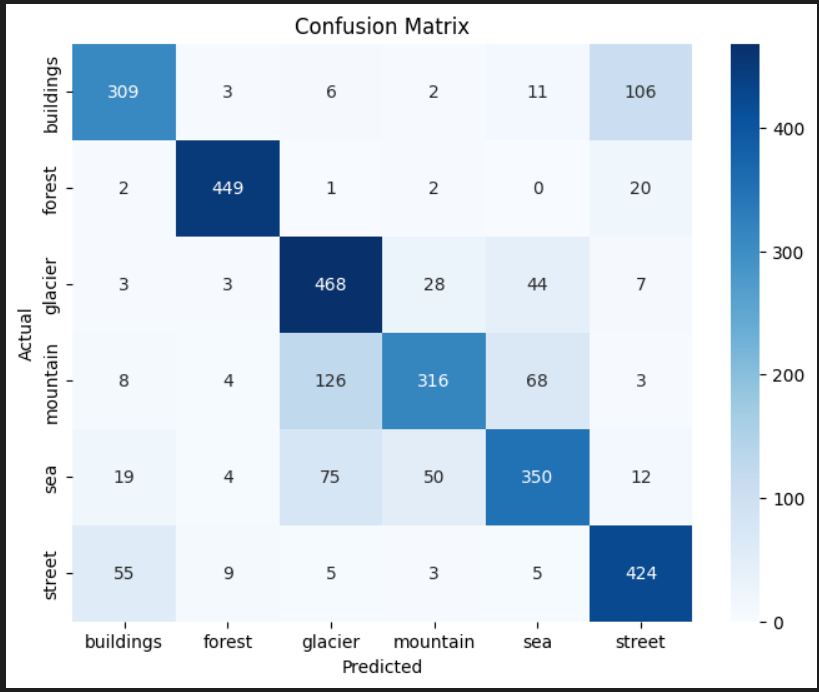 Confusion Matrix
buildings 309 3 6 2 11 106
forest 2 449 1 2 0 20
glacier 3 3 468 28 44 7
mountain 8 4 126 316 68 3
sea 19 4 75 50 350 12
street 55 9 5 3 5 424
buildings forest glacier mountain sea street
Predicted
Actual
400
300
200
100
0